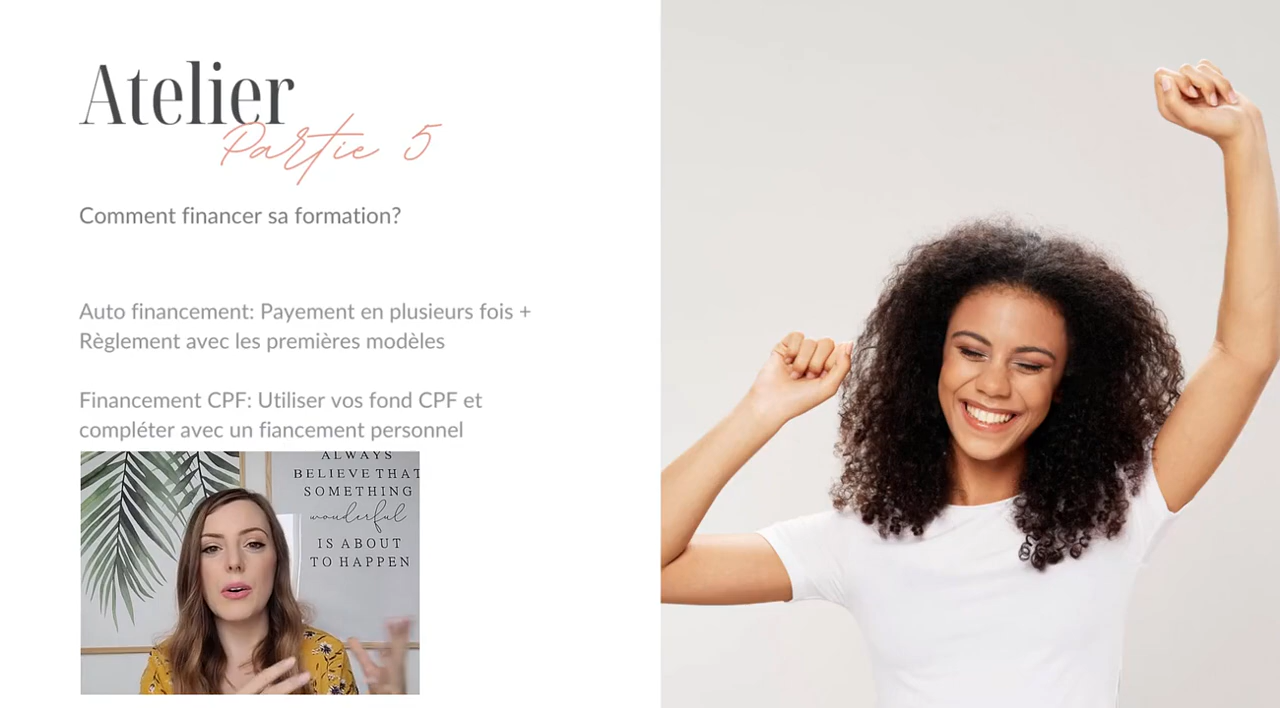 Atelier
Partie 5
Comment financer sa formation?
Auto financement: Payement en plusieurs fois +
Règlement avec les premières modèles
Financement CPF: Utiliser vos fond CPF et
compléter avec un fiancement personnel
ALWAYS
BELIEVE THAT
SOMETHING
wonderful
IS ABOUT
TO HAPPEN